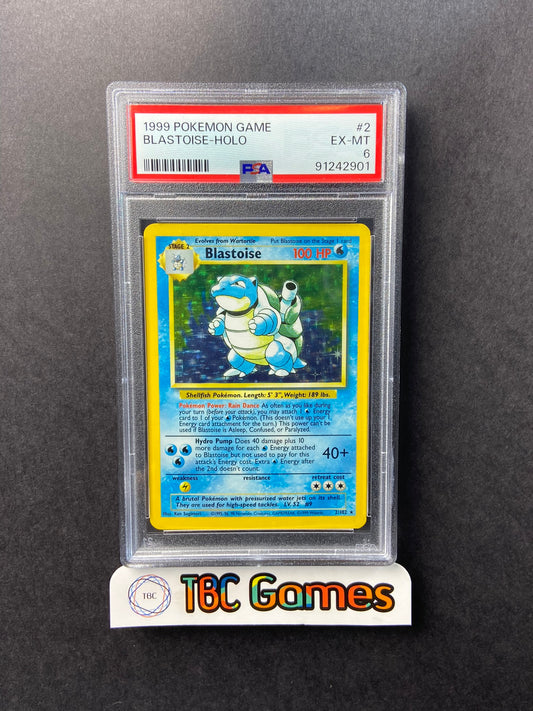 1999 POKEMON GAME #2
BLASTOISE-HOLO EX-MT
6
PSA 91242901
Evolves from Wartortle Put Blastoise on the Stage 1 card
STAGE 2
Blastoise 100 HP
Shellfish Pokémon. Length: 5' 3", Weight: 189 lbs.
Pokémon Power: Rain Dance As often as you like during
your turn (before your attack), you may attach 1 Energy
card to 1 of your Pokémon. (This doesn't use up your 1
Energy card attachment for the turn.) This power can't be used
if Blastoise is Asleep, Confused, or Paralyzed.
Hydro Pump Does 40 damage plus 10
more damage for each Energy attached
to Blastoise but not used to pay for this
attack's Energy cost. Extra Energy after
the 2nd doesn't count.
40+
weakness resistance retreat cost
A brutal Pokémon with pressurized water jets on its shell.
They are used for high-speed tackles. LV. 52 #9
Illus. Ken Sugimori 2/102
TBC
TBC Games